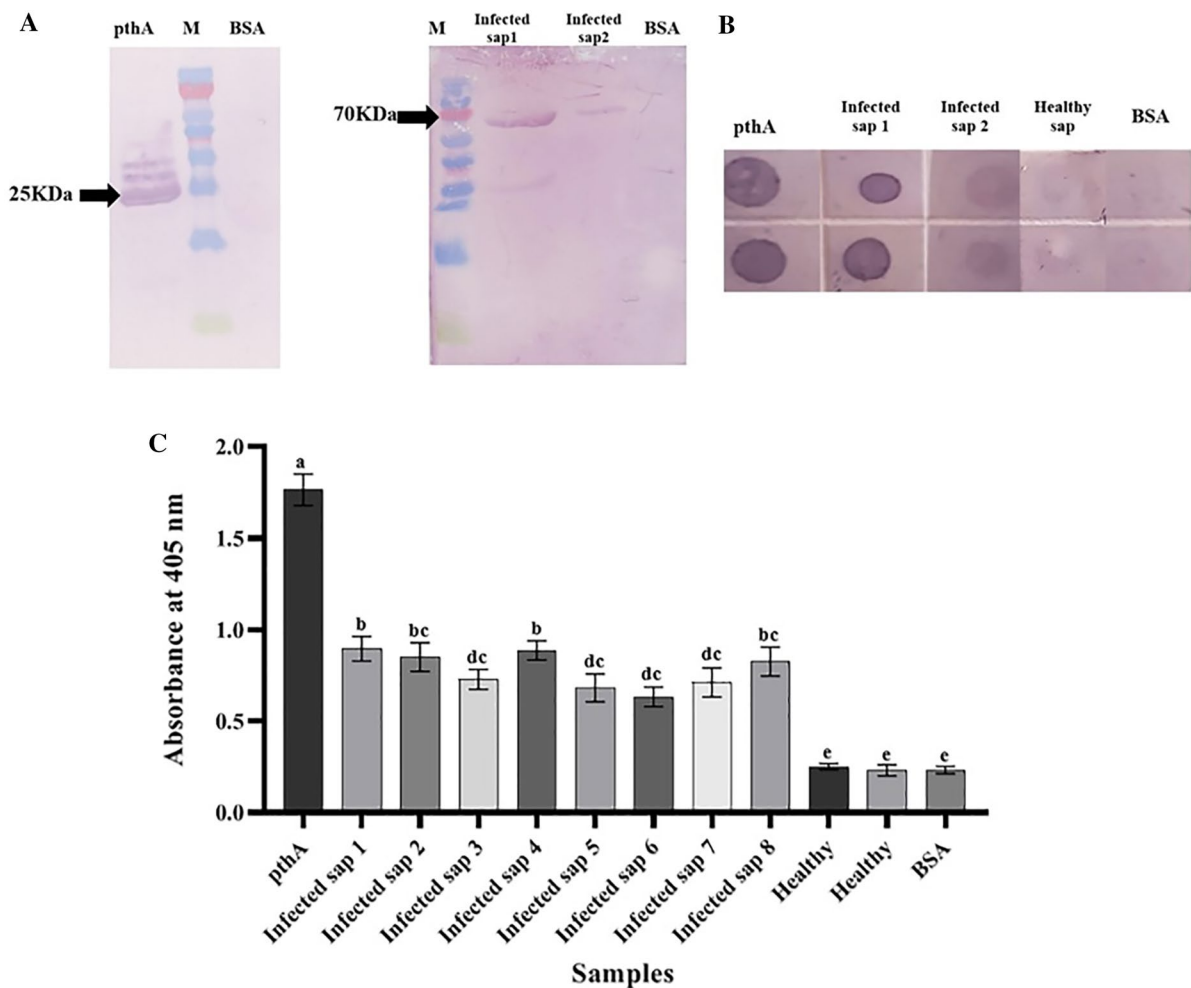 A
pthA M BSA
25KDa
M Infected sap1 Infected sap2 BSA
70KDa
B
pthA Infected sap 1 Infected sap 2 Healthy sap BSA
C
Absorbance at 405 nm
2.0
1.5
1.0
0.5
0.0
a b bc dc b dc dc dc bc e e e
pthA
Infected sap 1
Infected sap 2
Infected sap 3
Infected sap 4
Infected sap 5
Infected sap 6
Infected sap 7
Infected sap 8
Healthy
Healthy
BSA
Samples